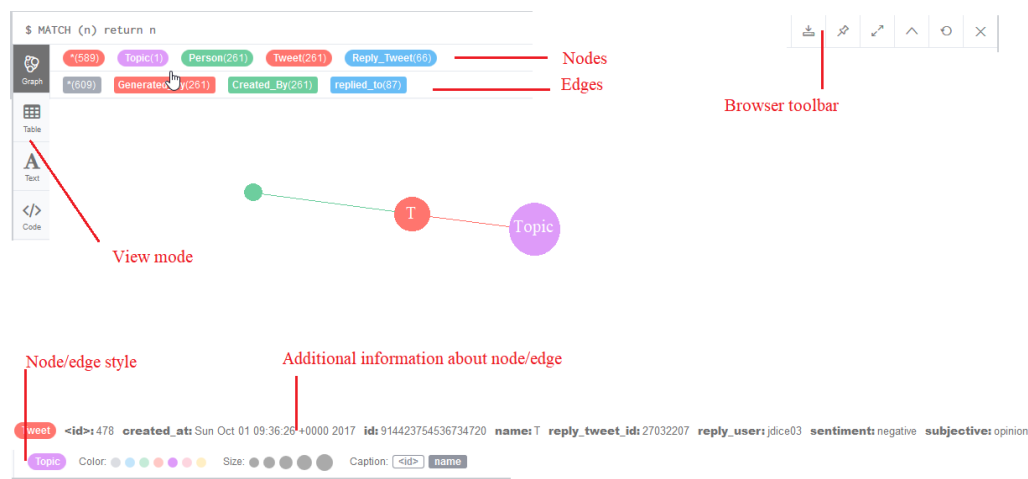 $ MATCH (n) return n
*(589) Topic(1) Person(261) Tweet(261) Reply_Tweet(66)
Nodes
Graph
*(609) Generated_By(261) Created_By(261) replied_to(87)
Edges
Browser toolbar
Table
A
Text
</>
Code
T
Topic
View mode
Node/edge style
Additional information about node/edge
Tweet <id>: 478 created_at: Sun Oct 01 09:36:26 +0000 2017 id: 914423754536734720 name: T reply_tweet_id: 27032207 reply_user: jdice03 sentiment: negative subjective: opinion
Topic Color: Size: Caption: <id> name